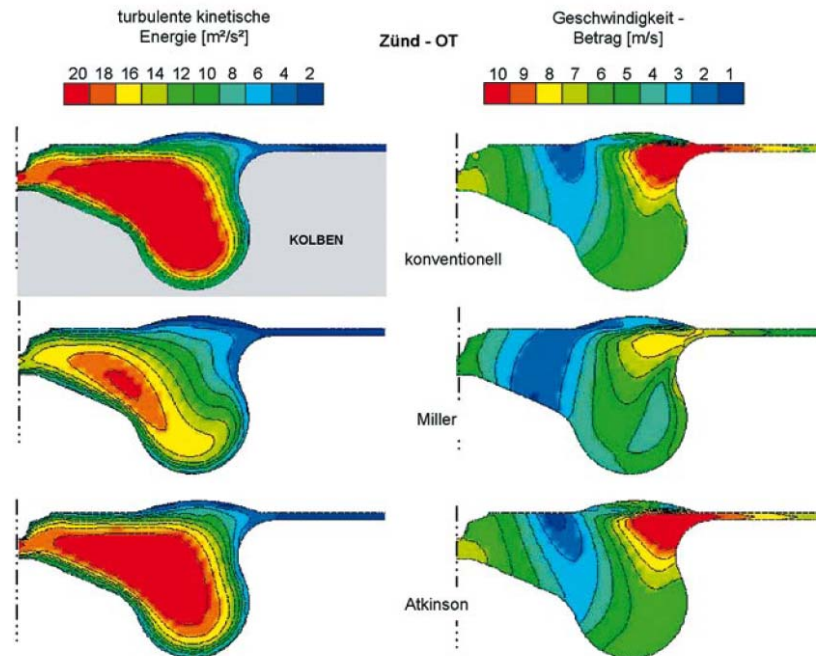 turbulente kinetische
Energie [m²/s²]
Zünd - OT
Geschwindigkeit -
Betrag [m/s]
20 18 16 14 12 10 8 6 4 2
10 9 8 7 6 5 4 3 2 1
KOLBEN
konventionell
Miller
Atkinson